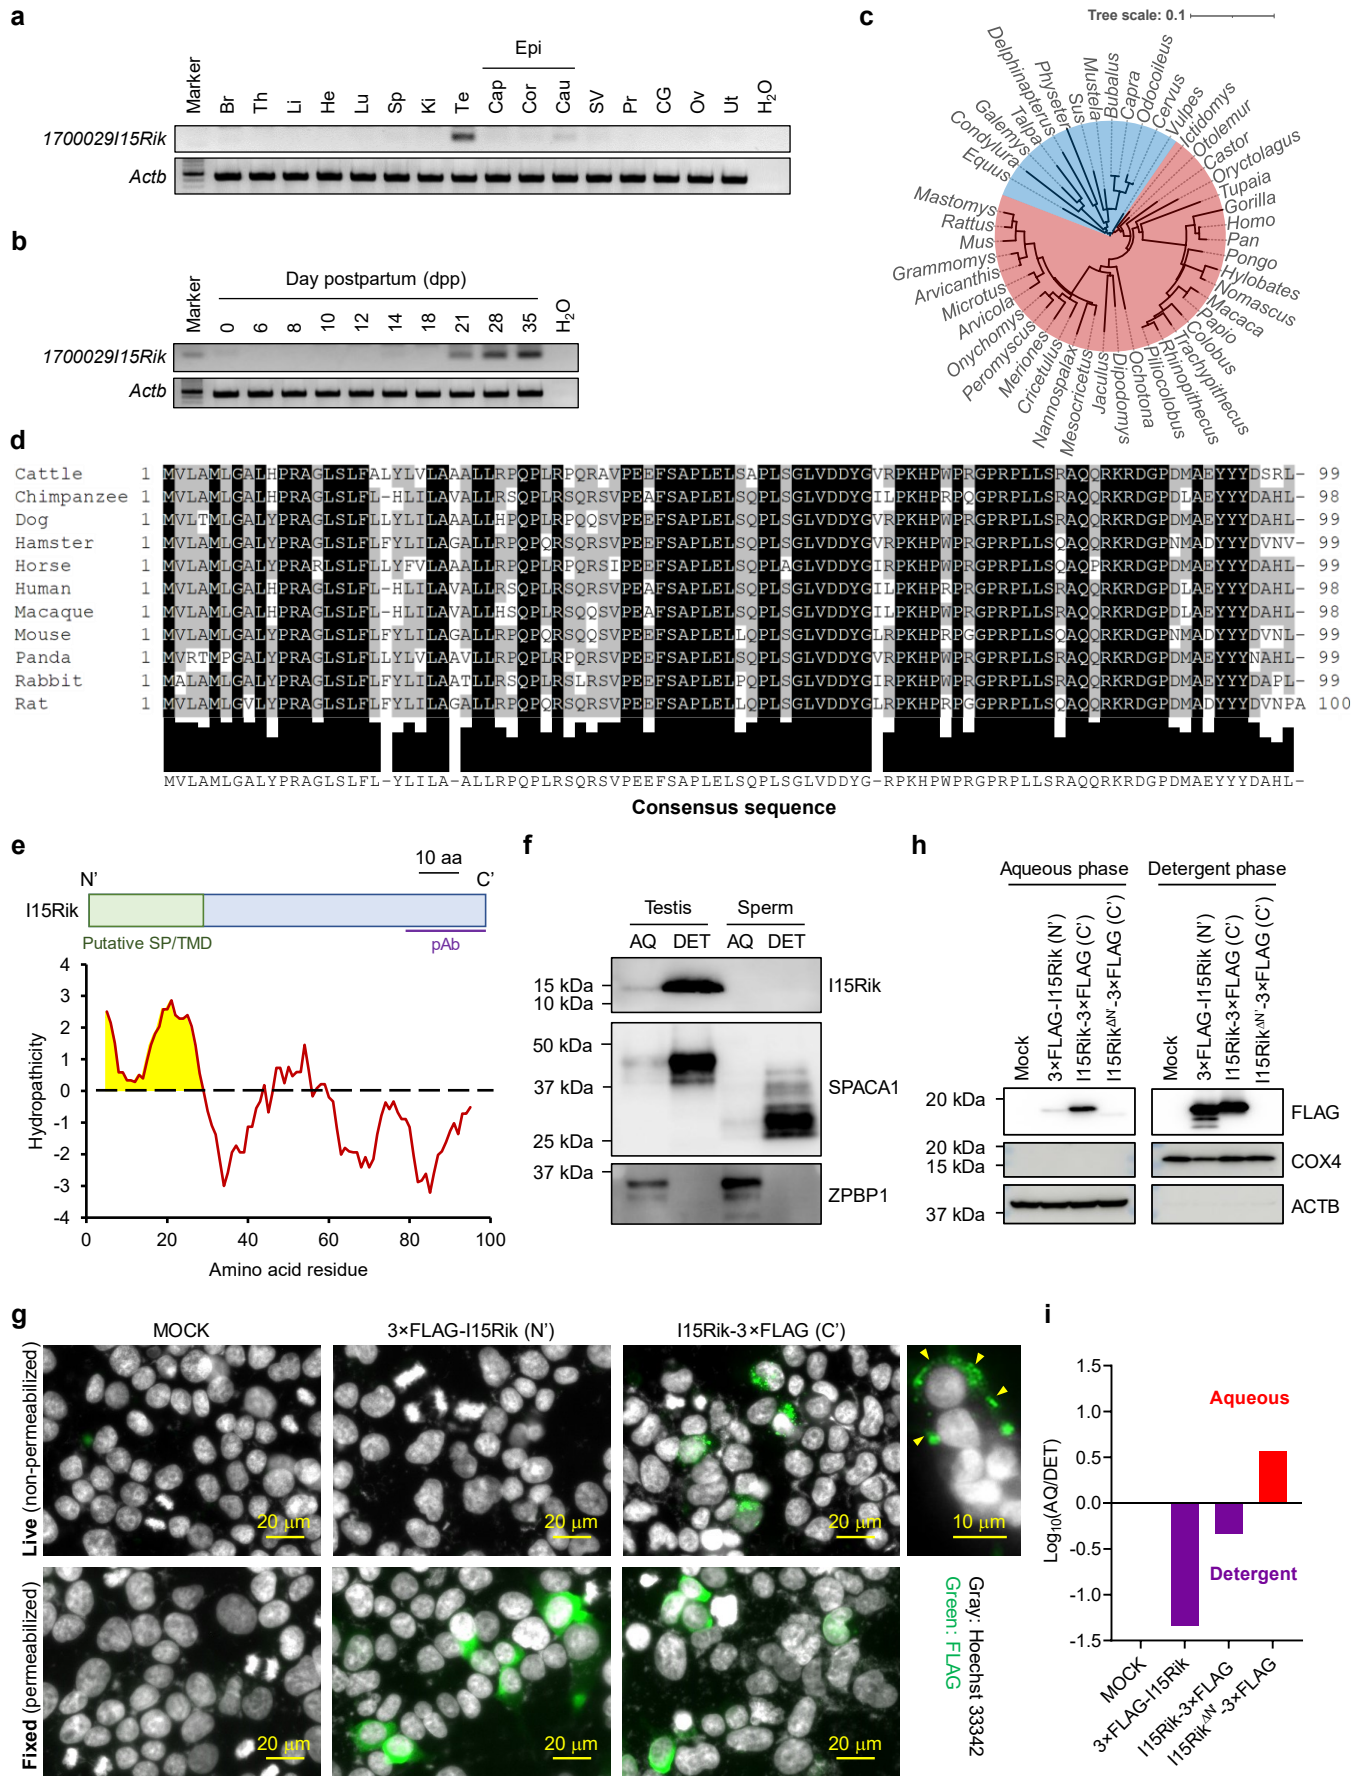 a
Epi
Marker
Br
Th
Li
He
Lu
Sp
Ki
Te
Cap
Cor
Cau
SV
Pr
CG
Ov
Ut
H₂O
1700029I15Rik
Actb
b
Day postpartum (dpp)
Marker
0
6
8
10
12
14
18
21
28
35
H₂O
1700029I15Rik
Actb
c
Tree scale: 0.1
Equus
Condylura
Galemys
Talpa
Delphinapterus
Physeter
Sus
Mustela
Bubalus
Capra
Odocoileus
Cervus
Vulpes
Ictidomys
Otolemur
Castor
Oryctolagus
Tupaia
Gorilla
Homo
Pan
Pongo
Hylobates
Nomascus
Macaca
Papio
Colobus
Trachypithecus
Rhinopithecus
Piliocolobus
Ochotona
Dipodomys
Jaculus
Mesocricetus
Nannospalax
Cricetulus
Meriones
Peromyscus
Onychomys
Arvicola
Microtus
Arvicanthis
Grammomys
Mus
Rattus
Mastomys
d
Cattle 1 MVLAMLGALHPRAGLSLFALYLVLAAALLRPQPLRPQRAVPEEFSAPLELSAPLSGLVDDYGVRPKHPWPRGPRPLLSRAQQRKRDGPDMAEYYYDSRL- 99
Chimpanzee 1 MVLAMLGALHPRAGLSLFL-HLILAVALLRSQPLRSQRSVPEAFSAPLELSQPLSGLVDDYGILPKHPRPQGPRPLLSRAQQRKRDGPDLAEYYYDAHL- 98
Dog 1 MVLTMLGALYPRAGLSLFLLYLILAAALLHPQPLRPQQSVPEEFSAPLELSAPLSGLVDDYGVRPKHPWPRGPRPLLSRAQQRKRDGPDMAEYYYDAHL- 99
Hamster 1 MVLAMLGALYPRAGLSLFLFYLILAGALLRPQPQRSQRSVPEEFSAPLELSQPLSGLVDDYGVRPKHPWPRGPRPLLSQAQQRKRDGPNMADYYYDVNV- 99
Horse 1 MVLAMLGALYPRARLSLFLLYFVLAAALLRPQPLRSQRSIPEEFSAPLELSQPLAGLVDDYGVRPKHPWPRGPRPLLSRAQPRKRDGPDMAEYYYDAHL- 99
Human 1 MVLAMLGALHPRAGLSLFL-HLILAVALLRSQPLRSQRSVPEAFSAPLELSQPLSGLVDDYGILPKHPRPRGPRPLLSRAQQRKRDGPDLAEYYYDAHL- 98
Macaque 1 MVLAMLGALYPRAGLSLFL-HLILAVALLHSQPLRSQQSVPEAFSAPLELSQPLSGLVDDYGILPKHPRPRGPRPLLSRAQQRKRDGPDLAEYYYDAHL- 98
Mouse 1 MVLAMLGALYPRAGLSLFLFYLILAGALLRPQPQRSQQSVPEEFSAPLELLQPLSGLVDDYGLRPKHPRPGGPRPLLSRAQQRKRDGPNMADYYYDVNL- 99
Panda 1 MVRTMPGALYPRAGLSLFLLYLVLAAVLLRPQPLRPQRSVPEEFSAPLELSQPLSGLVDDYGVRPKHPWPRGPRPLLSRAQQRKRDGPDMAEYYYNAHL- 99
Rabbit 1 MALAMLGALYPRAGLSLFLFYLILAATLLRSQPLRSLRSVPEEFSAPLELPQPLSGLVDDYGVRPKHPWPRGPRPLLSRAQQRKRDGPDMAEYYYDAPL- 99
Rat 1 MVLAMLGVLYPRAGLSLFLFYLILAGALLRPQPQRSQRSVPEEFSAPLELLQPLSGLVDDYGLRPKHPRPGGPRPLLSQAQQRKRDGPDMADYYYDVNPA 100
MVLAMLGALYPRAGLSLFL-YLILA-ALLRPQPLRSQRSVPEEFSAPLELSQPLSGLVDDYG-RPKHPWPRGPRPLLSRAQQRKRDGPDMAEYYYDAHL-
Consensus sequence
e
10 aa
N'
C'
I15Rik
Putative SP/TMD
pAb
Hydropathicity
4
3
2
1
0
-1
-2
-3
-4
0
20
40
60
80
100
Amino acid residue
f
Testis
Sperm
AQ
DET
AQ
DET
15 kDa
10 kDa
I15Rik
50 kDa
37 kDa
25 kDa
SPACA1
37 kDa
ZPBP1
h
Aqueous phase
Detergent phase
Mock
3×FLAG-I15Rik (N')
I15Rik-3×FLAG (C')
I15Rik^ΔN'-3×FLAG (C')
Mock
3×FLAG-I15Rik (N')
I15Rik-3×FLAG (C')
I15Rik^ΔN'-3×FLAG (C')
20 kDa
FLAG
20 kDa
15 kDa
COX4
37 kDa
ACTB
g
MOCK
3×FLAG-I15Rik (N')
I15Rik-3×FLAG (C')
Live (non-permeabilized)
20 μm
20 μm
20 μm
10 μm
Fixed (permeabilized)
20 μm
20 μm
20 μm
Gray: Hoechst 33342
Green: FLAG
i
Log₁₀(AQ/DET)
1.5
1.0
0.5
0.0
-0.5
-1.0
-1.5
Aqueous
Detergent
MOCK
3×FLAG-I15Rik
I15Rik-3×FLAG
I15Rik^ΔN'-3×FLAG